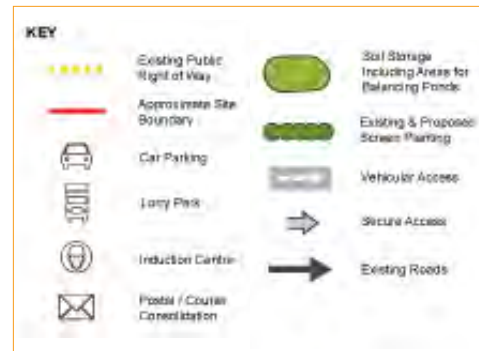 KEY
Existing Public
Right of Way
Approximate Site
Boundary
Car Parking
Lorry Park
Induction Centre
Postal / Courier
Consolidation
Soil Storage
Including Areas for
Balancing Ponds
Existing & Proposed
Screen Planting
Vehicular Access
Secure Access
Existing Roads